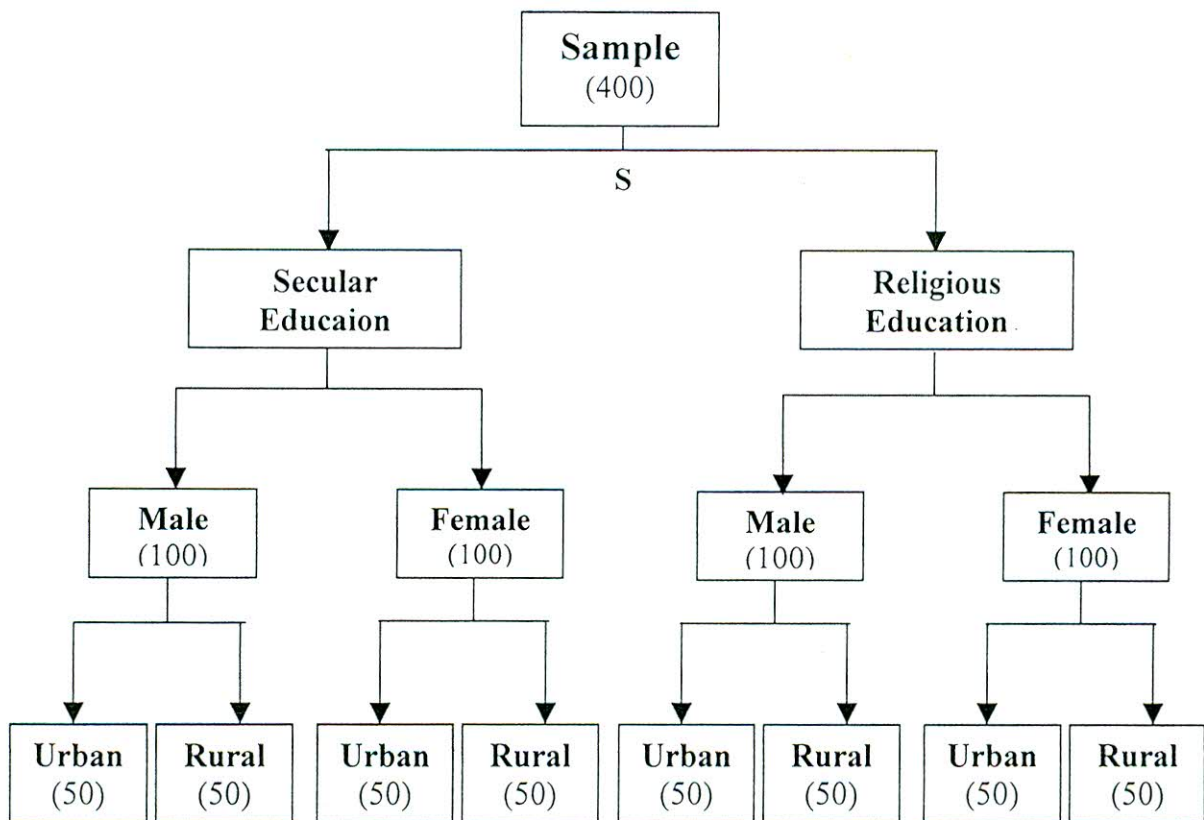 Sample
(400)
S
Secular
Educaion
Religious
Education
Male
(100)
Female
(100)
Male
(100)
Female
(100)
Urban
(50)
Rural
(50)
Urban
(50)
Rural
(50)
Urban
(50)
Rural
(50)
Urban
(50)
Rural
(50)